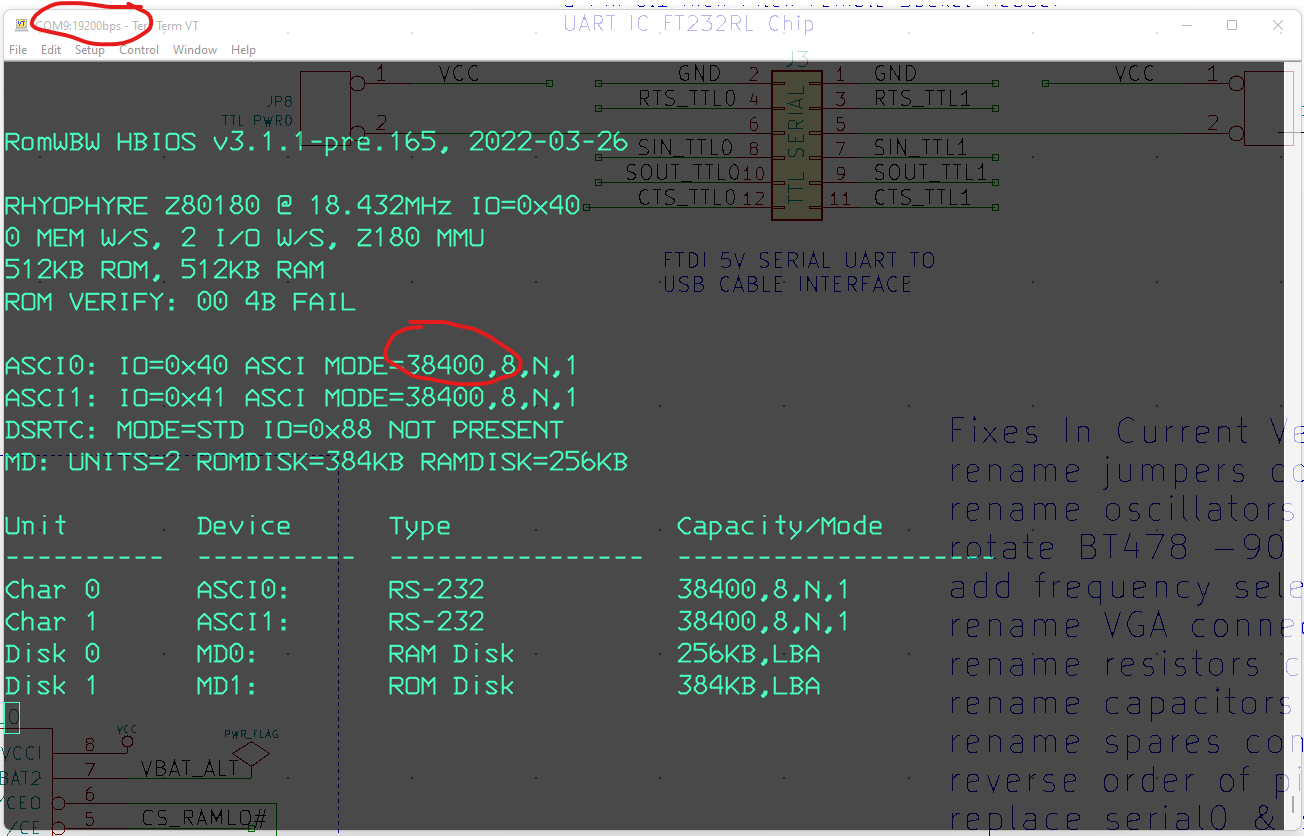 UART IC FT232RL Chip
COM9:19200bps - Tera Term VT
File Edit Setup Control Window Help
J3
1 VCC
GND 2 1 GND
VCC 1
JP8
RTS_TTL0 4 3 RTS_TTL1
TTL PWR0
2
6 5
2
RomWBW HBIOS v3.1.1-pre.165, 2022-03-26
SIN_TTL0 8 7 SIN_TTL1
TTL SERIAL
SOUT_TTL0 10 9 SOUT_TTL1
CTS_TTL0 12 11 CTS_TTL1
RHYOPHYRE Z80180 @ 18.432MHz IO=0x40
0 MEM W/S, 2 I/O W/S, Z180 MMU
512KB ROM, 512KB RAM
ROM VERIFY: 00 4B FAIL
FTDI 5V SERIAL UART TO
USB CABLE INTERFACE
ASCI0: IO=0x40 ASCI MODE=38400,8,N,1
ASCI1: IO=0x41 ASCI MODE=38400,8,N,1
DSRTC: MODE=STD IO=0x88 NOT PRESENT
MD: UNITS=2 ROMDISK=384KB RAMDISK=256KB
Unit Device Type Capacity/Mode
---------- ---------- ---------------- --------------------
Char 0 ASCI0: RS-232 38400,8,N,1
Char 1 ASCI1: RS-232 38400,8,N,1
Disk 0 MD0: RAM Disk 256KB,LBA
Disk 1 MD1: ROM Disk 384KB,LBA
Fixes In Current Ve
rename jumpers co
rename oscillators
rotate BT478 -90
add frequency sele
rename VGA connec
rename resistors
rename capacitors
rename spares con
reverse order of pi
replace serial0 &
VCC
PWR_FLAG
VCCI 8
BAT2 7 VBAT_ALT
/CEO 6
/CE 5 CS_RAML0#